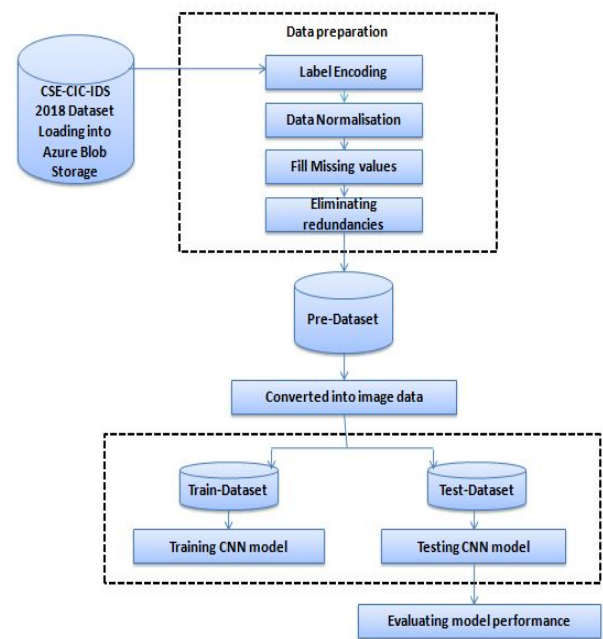 Data preparation
CSE-CIC-IDS
2018 Dataset
Loading into
Azure Blob
Storage
Label Encoding
Data Normalisation
Fill Missing values
Eliminating
redundancies
Pre-Dataset
Converted into image data
Train-Dataset
Test-Dataset
Training CNN model
Testing CNN model
Evaluating model performance